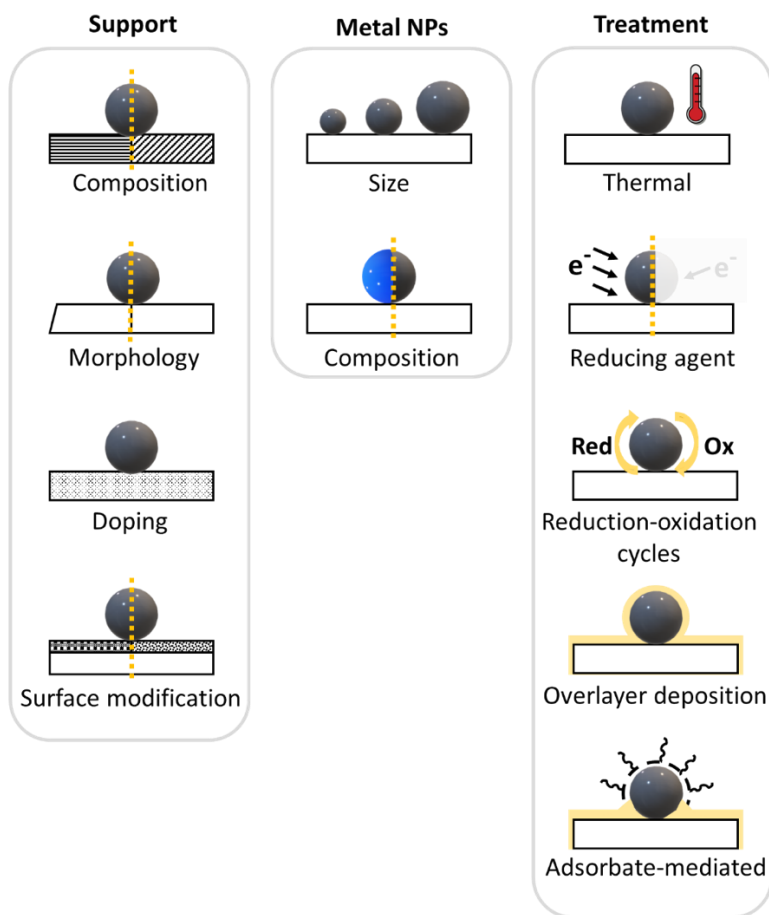 Support
Composition
Morphology
Doping
Surface modification
Metal NPs
Size
Composition
Treatment
Thermal
e-
e-
Reducing agent
Red
Ox
Reduction-oxidation
cycles
Overlayer deposition
Adsorbate-mediated